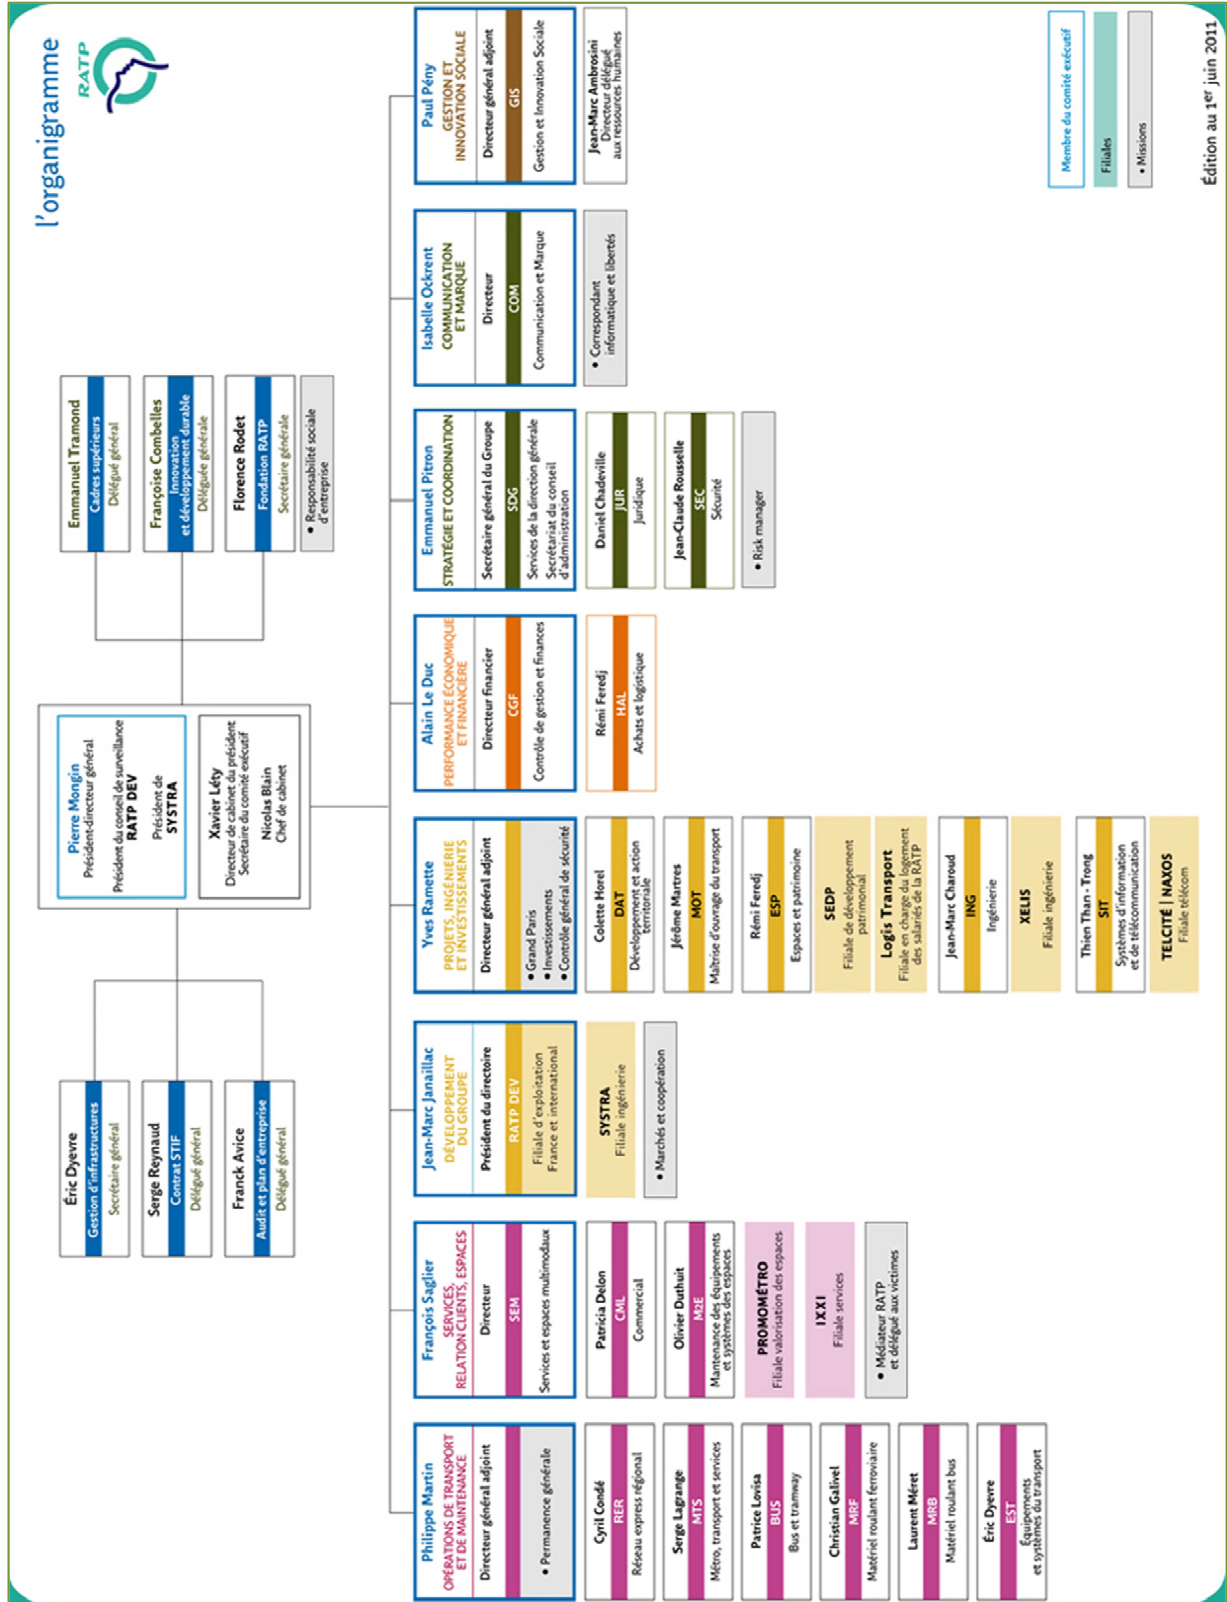 l'organigramme
RATP
Pierre Mongin
Président-directeur général
Président du conseil de surveillance
RATP DEV
Président de
SYSTRA
Xavier Léty
Directeur de cabinet du président
Secrétaire du comité exécutif
Nicolas Blain
Chef de cabinet
Éric Dyevre
Gestion d'infrastructures
Secrétaire général
Serge Reynaud
Contrat STIF
Délégué général
Franck Avice
Audit et plan d'entreprise
Délégué général
Emmanuel Tramond
Cadres supérieurs
Délégué général
Françoise Combelles
Innovation
et développement durable
Déléguée générale
Florence Rodet
Fondation RATP
Secrétaire générale
• Responsabilité sociale
d'entreprise
Philippe Martin
OPÉRATIONS DE TRANSPORT
ET DE MAINTENANCE
Directeur général adjoint
• Permanence générale
Cyril Condé
RER
Réseau express régional
Serge Lagrange
MTS
Métro, transport et services
Patrice Lovisa
BUS
Bus et tramway
Christian Galivel
MRF
Matériel roulant ferroviaire
Laurent Méret
MRB
Matériel roulant bus
Éric Dyevre
EST
Équipements
et systèmes du transport
François Saglier
SERVICES,
RELATION CLIENTS, ESPACES
Directeur
SEM
Services et espaces multimodaux
Patricia Delon
CML
Commercial
Olivier Duthuit
M2E
Mantenance des équipements
et systèmes des espaces
PROMOMÉTRO
Filiale valorisation des espaces
IXXI
Filiale services
• Médiateur RATP
et délégué aux victimes
Jean-Marc Janaillac
DÉVELOPPEMENT
DU GROUPE
Président du directoire
RATP DEV
Filiale d'exploitation
France et international
SYSTRA
Filiale ingénierie
• Marchés et coopération
Yves Ramette
PROJETS, INGÉNIERIE
ET INVESTISSEMENTS
Directeur général adjoint
• Grand Paris
• Investissements
• Contrôle général de sécurité
Colette Horel
DAT
Développement et action
territoriale
Jérôme Martres
MOT
Maîtrise d'ouvrage du transport
Rémi Feredj
ESP
Espaces et patrimoine
SEDP
Filiale de développement
patrimonial
Logis Transport
Filiale en charge du logement
des salariés de la RATP
Jean-Marc Charoud
ING
Ingénierie
XELIS
Filiale ingénierie
Thien Than - Trong
SIT
Systèmes d'information
et de télécommunication
TELCITÉ | NAXOS
Filiale télécom
Alain Le Duc
PERFORMANCE ÉCONOMIQUE
ET FINANCIÈRE
Directeur financier
CGF
Contrôle de gestion et finances
Rémi Feredj
HAL
Achats et logistique
Emmanuel Pitron
STRATÉGIE ET COORDINATION
Secrétaire général du Groupe
SDG
Services de la direction générale
Secrétariat du conseil
d'administration
Daniel Chadeville
JUR
Juridique
Jean-Claude Rousselle
SEC
Sécurité
• Risk manager
Isabelle Ockrent
COMMUNICATION
ET MARQUE
Directeur
COM
Communication et Marque
• Correspondant
informatique et libertés
Paul Pény
GESTION ET
INNOVATION SOCIALE
Directeur général adjoint
GIS
Gestion et Innovation Sociale
Jean-Marc Ambrosini
Directeur délégué
aux ressources humaines
Membre du comité exécutif
Filiales
• Missions
Édition au 1er juin 2011